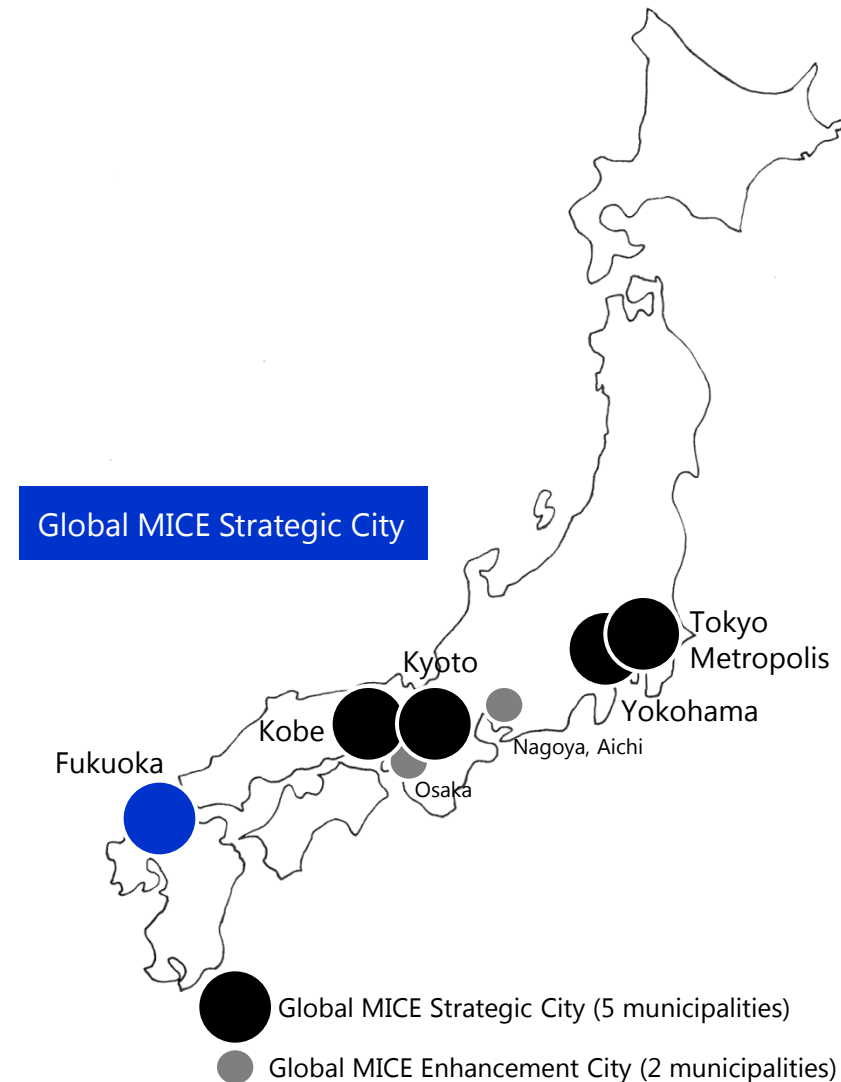 Global MICE Strategic City
Tokyo
Metropolis
Kyoto
Yokohama
Kobe
Nagoya, Aichi
Fukuoka
Osaka
Global MICE Strategic City (5 municipalities)
Global MICE Enhancement City (2 municipalities)